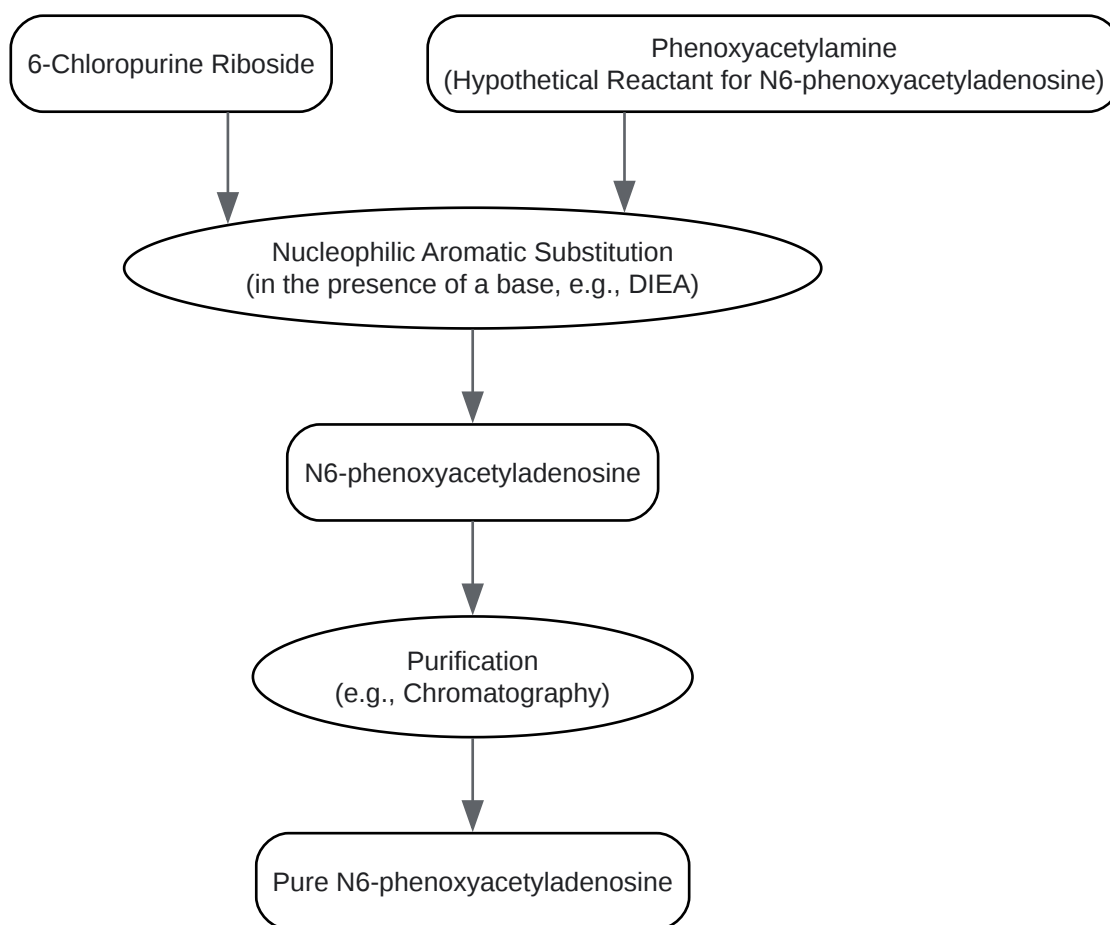 6-Chloropurine Riboside
Phenoxyacetylamine
(Hypothetical Reactant for N6-phenoxyacetyladenosine)
Nucleophilic Aromatic Substitution
(in the presence of a base, e.g., DIEA)
N6-phenoxyacetyladenosine
Purification
(e.g., Chromatography)
Pure N6-phenoxyacetyladenosine